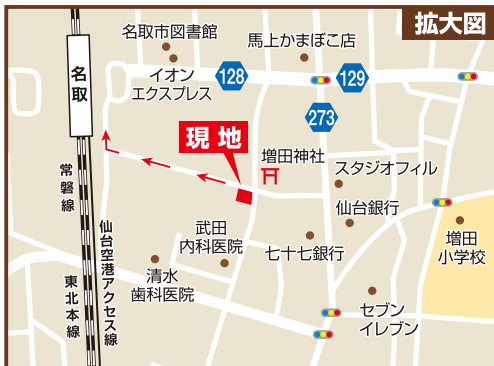 拡大図
名取市図書館
馬上かまぼこ店
イオン
エクスプレス
128
129
273
名取
現地
増田神社
スタジオフィル
仙台銀行
常磐線
仙台空港アクセス線
東北本線
武田
内科医院
七十七銀行
増田
小学校
清水
歯科医院
セブン
イレブン